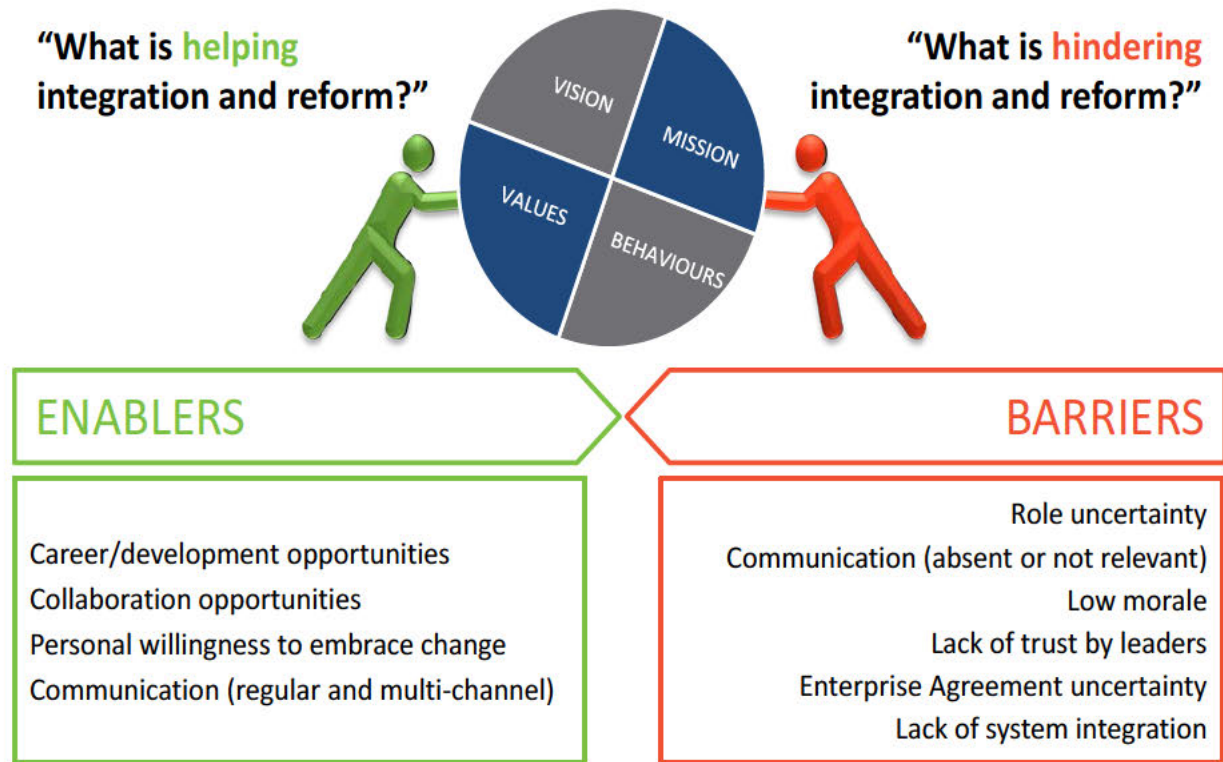 “What is helping
integration and reform?”
“What is hindering
integration and reform?”
VISION
MISSION
VALUES
BEHAVIOURS
ENABLERS
BARRIERS
Career/development opportunities
Collaboration opportunities
Personal willingness to embrace change
Communication (regular and multi-channel)
Role uncertainty
Communication (absent or not relevant)
Low morale
Lack of trust by leaders
Enterprise Agreement uncertainty
Lack of system integration